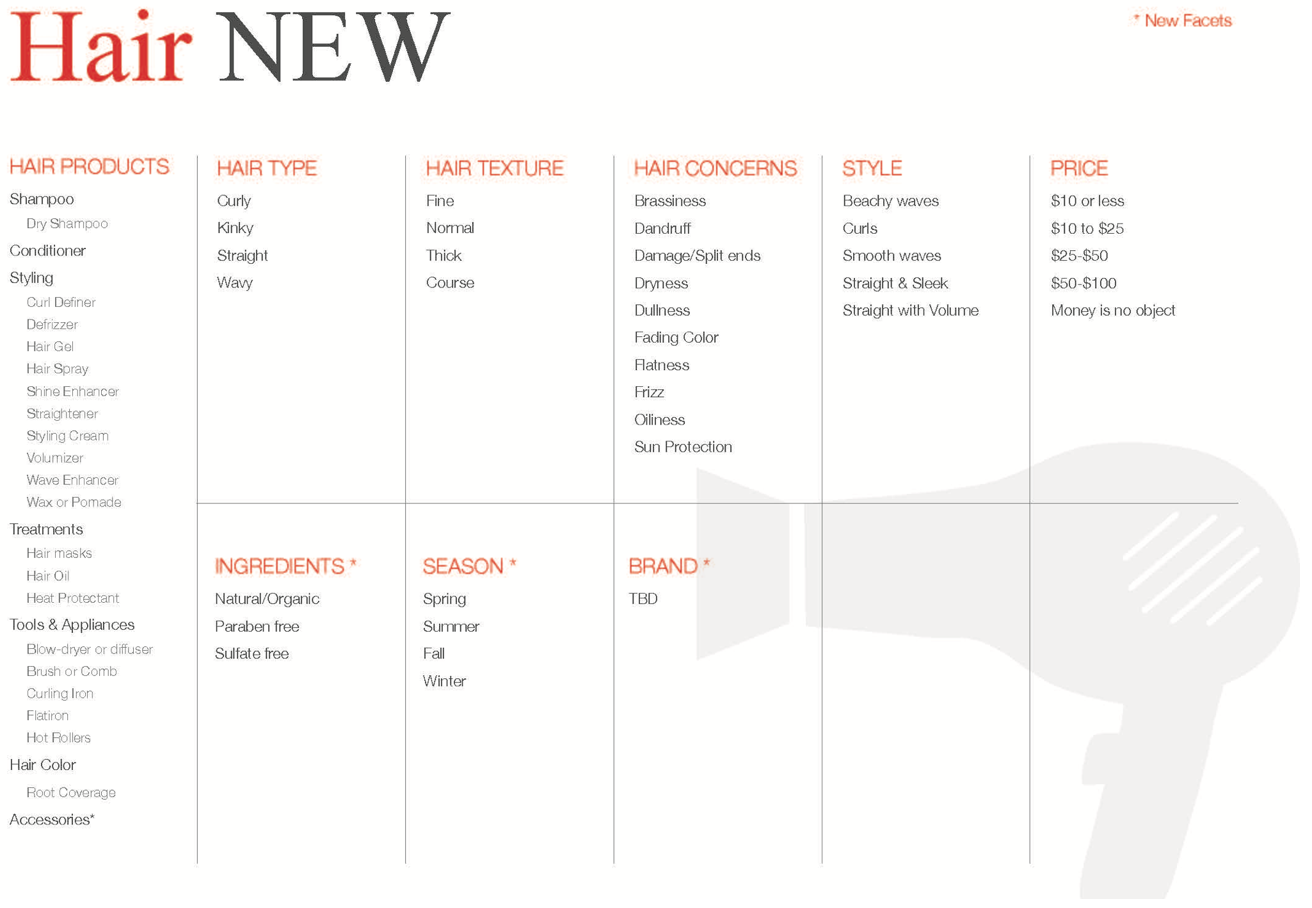 Hair NEW
* New Facets
HAIR PRODUCTS
Shampoo
Dry Shampoo
Conditioner
Styling
Curl Definer
Defrizzer
Hair Gel
Hair Spray
Shine Enhancer
Straightener
Styling Cream
Volumizer
Wave Enhancer
Wax or Pomade
Treatments
Hair masks
Hair Oil
Heat Protectant
Tools & Appliances
Blow-dryer or diffuser
Brush or Comb
Curling Iron
Flatiron
Hot Rollers
Hair Color
Root Coverage
Accessories*
HAIR TYPE
Curly
Kinky
Straight
Wavy
HAIR TEXTURE
Fine
Normal
Thick
Course
HAIR CONCERNS
Brassiness
Dandruff
Damage/Split ends
Dryness
Dullness
Fading Color
Flatness
Frizz
Oiliness
Sun Protection
STYLE
Beachy waves
Curls
Smooth waves
Straight & Sleek
Straight with Volume
PRICE
$10 or less
$10 to $25
$25-$50
$50-$100
Money is no object
INGREDIENTS *
Natural/Organic
Paraben free
Sulfate free
SEASON *
Spring
Summer
Fall
Winter
BRAND *
TBD